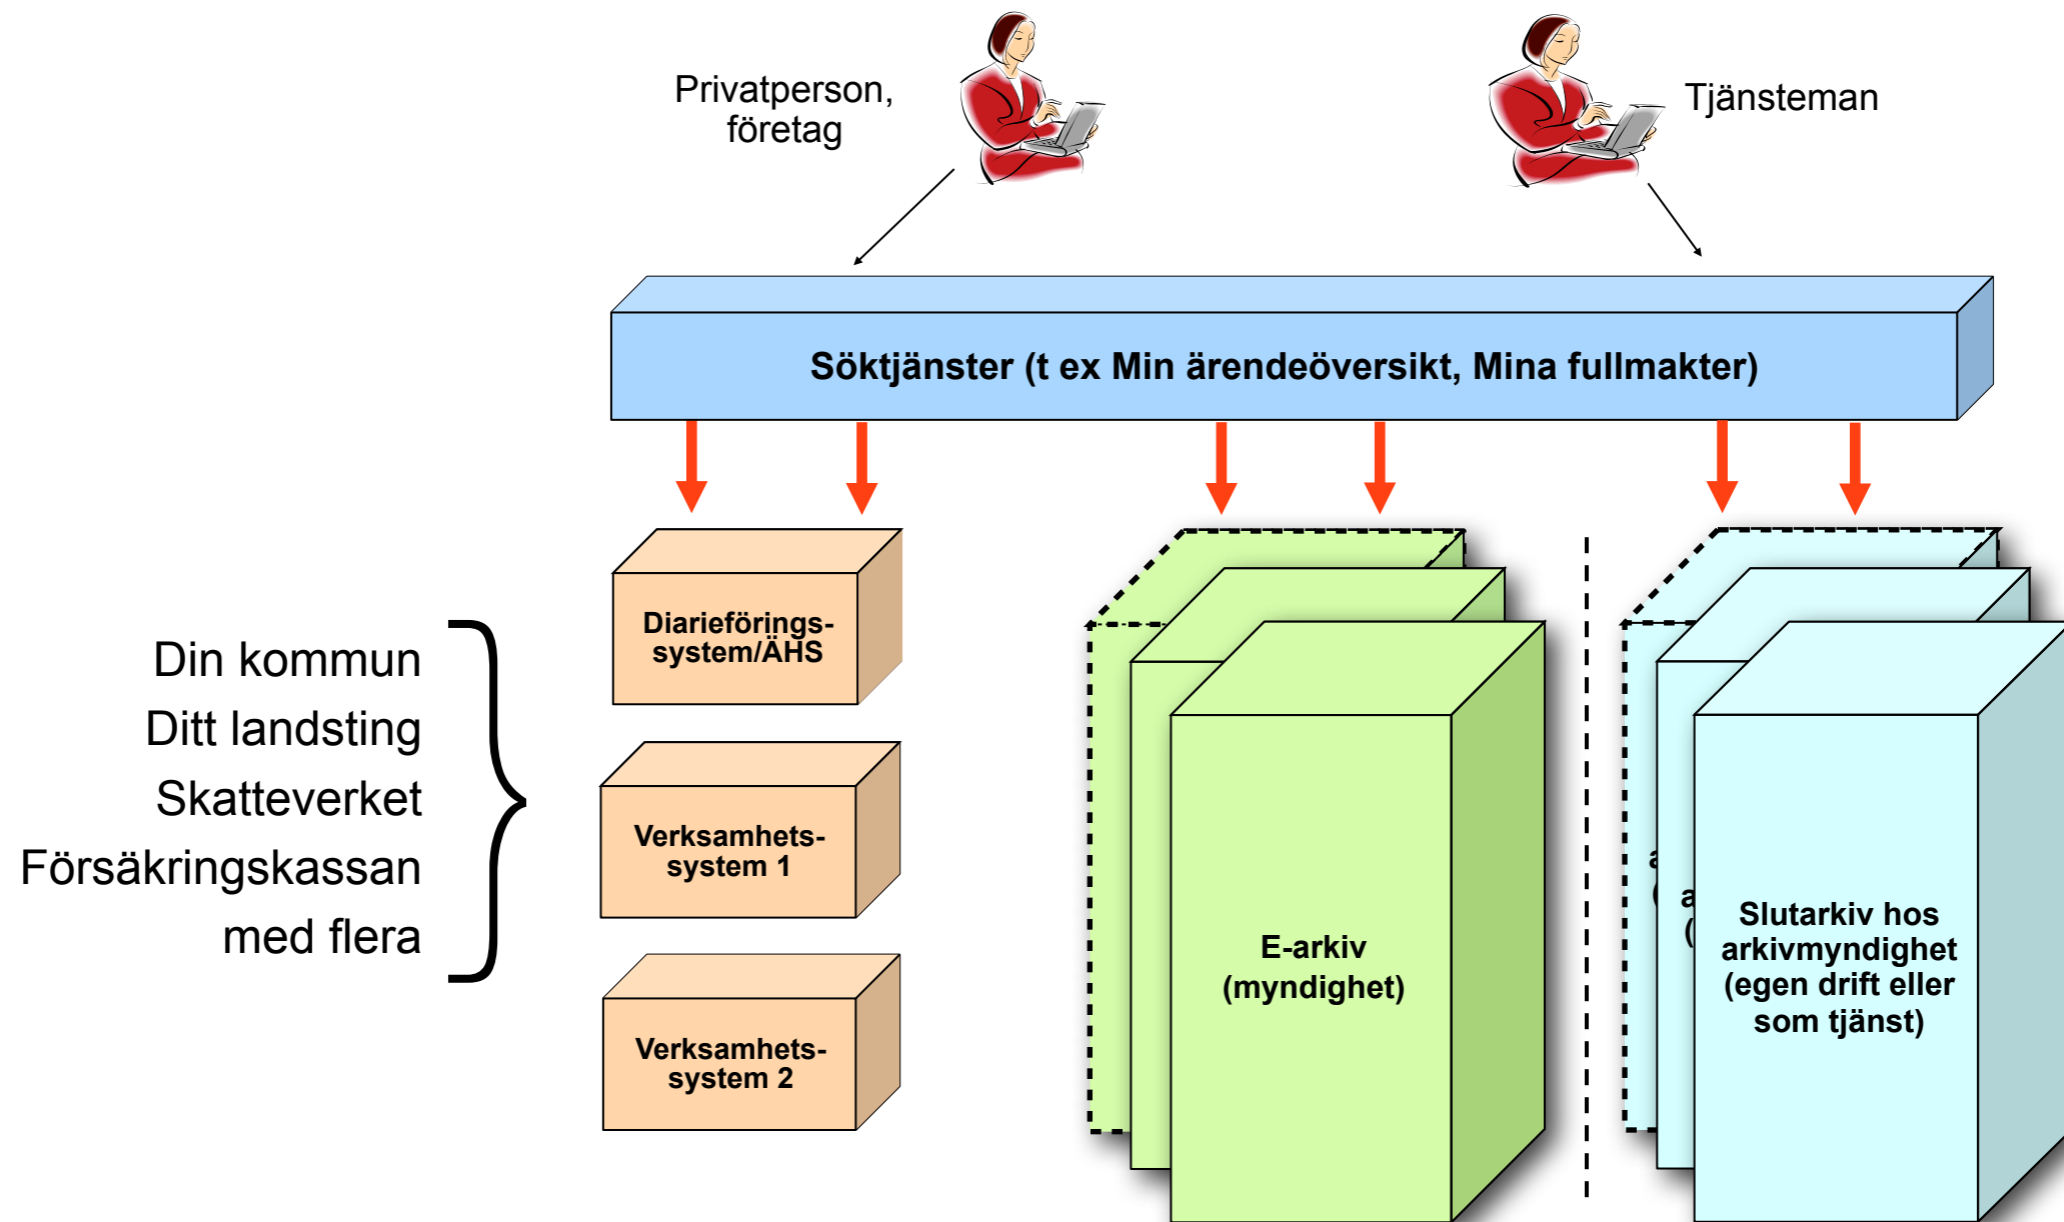 Privatperson,
företag
Tjänsteman
Söktjänster (t ex Min ärendeöversikt, Mina fullmakter)
Din kommun
Ditt landsting
Skatteverket
Försäkringskassan
med flera
Diarieförings-
system/ÄHS
Verksamhets-
system 1
Verksamhets-
system 2
E-arkiv
(myndighet)
Slutarkiv hos
arkivmyndighet
(egen drift eller
som tjänst)